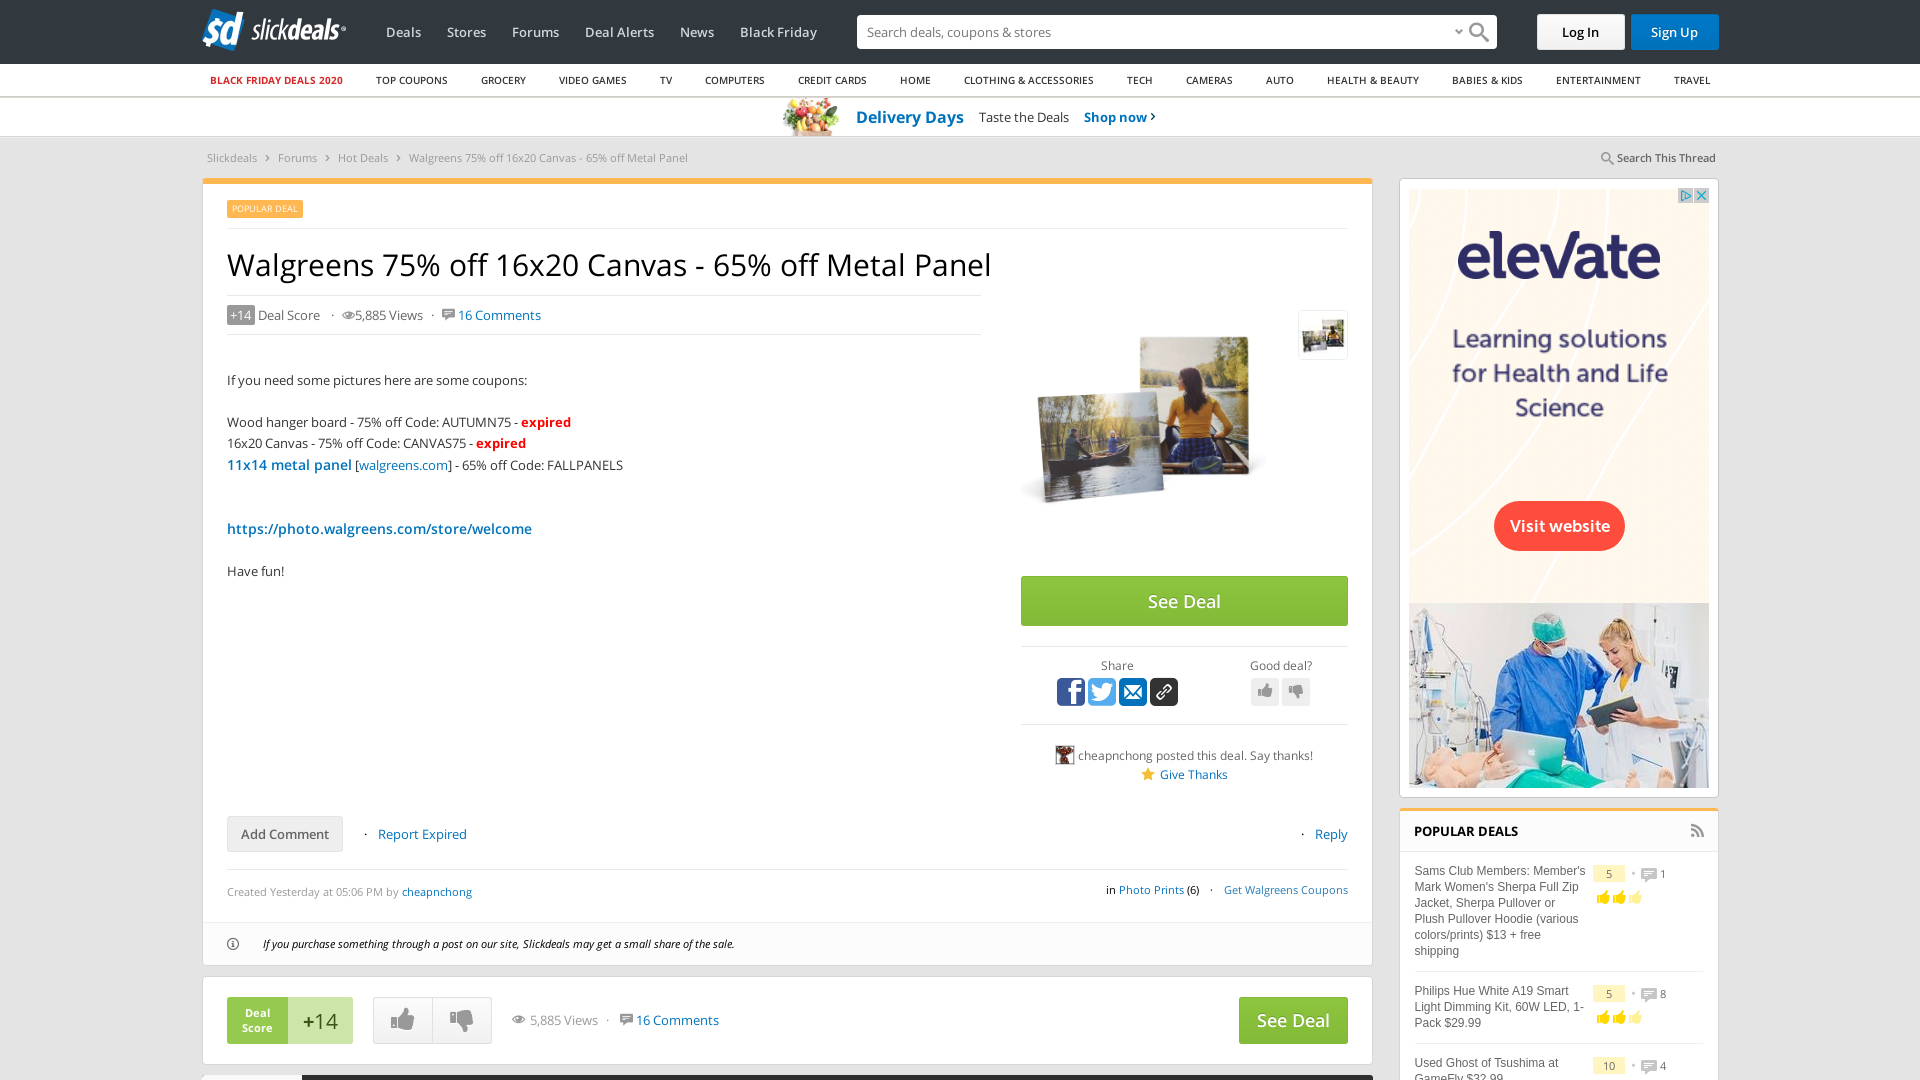 slickdeals
Deals
Stores
Forums
Deal Alerts
News
Black Friday
Search deals, coupons & stores
Log In
Sign Up
BLACK FRIDAY DEALS 2020
TOP COUPONS
GROCERY
VIDEO GAMES
TV
COMPUTERS
CREDIT CARDS
HOME
CLOTHING & ACCESSORIES
TECH
CAMERAS
AUTO
HEALTH & BEAUTY
BABIES & KIDS
ENTERTAINMENT
TRAVEL
Delivery Days Taste the Deals Shop now
Slickdeals > Forums > Hot Deals > Walgreens 75% off 16x20 Canvas - 65% off Metal Panel
Search This Thread
POPULAR DEAL
Walgreens 75% off 16x20 Canvas - 65% off Metal Panel
+14 Deal Score · 5,885 Views · 16 Comments
If you need some pictures here are some coupons:
Wood hanger board - 75% off Code: AUTUMN75 - expired
16x20 Canvas - 75% off Code: CANVAS75 - expired
11x14 metal panel [walgreens.com] - 65% off Code: FALLPANELS
https://photo.walgreens.com/store/welcome
Have fun!
See Deal
Share
Good deal?
cheapnchong posted this deal. Say thanks!
Give Thanks
Add Comment · Report Expired
· Reply
Created Yesterday at 05:06 PM by cheapnchong
in Photo Prints (6) · Get Walgreens Coupons
If you purchase something through a post on our site, Slickdeals may get a small share of the sale.
Deal
Score
+14
5,885 Views · 16 Comments
See Deal
elevate
Learning solutions
for Health and Life
Science
Visit website
POPULAR DEALS
Sams Club Members: Member's
Mark Women's Sherpa Full Zip
Jacket, Sherpa Pullover or
Plush Pullover Hoodie (various
colors/prints) $13 + free
shipping
5 • 1
Philips Hue White A19 Smart
Light Dimming Kit, 60W LED, 1-
Pack $29.99
5 • 8
Used Ghost of Tsushima at
GameFly $32.99
10 • 4